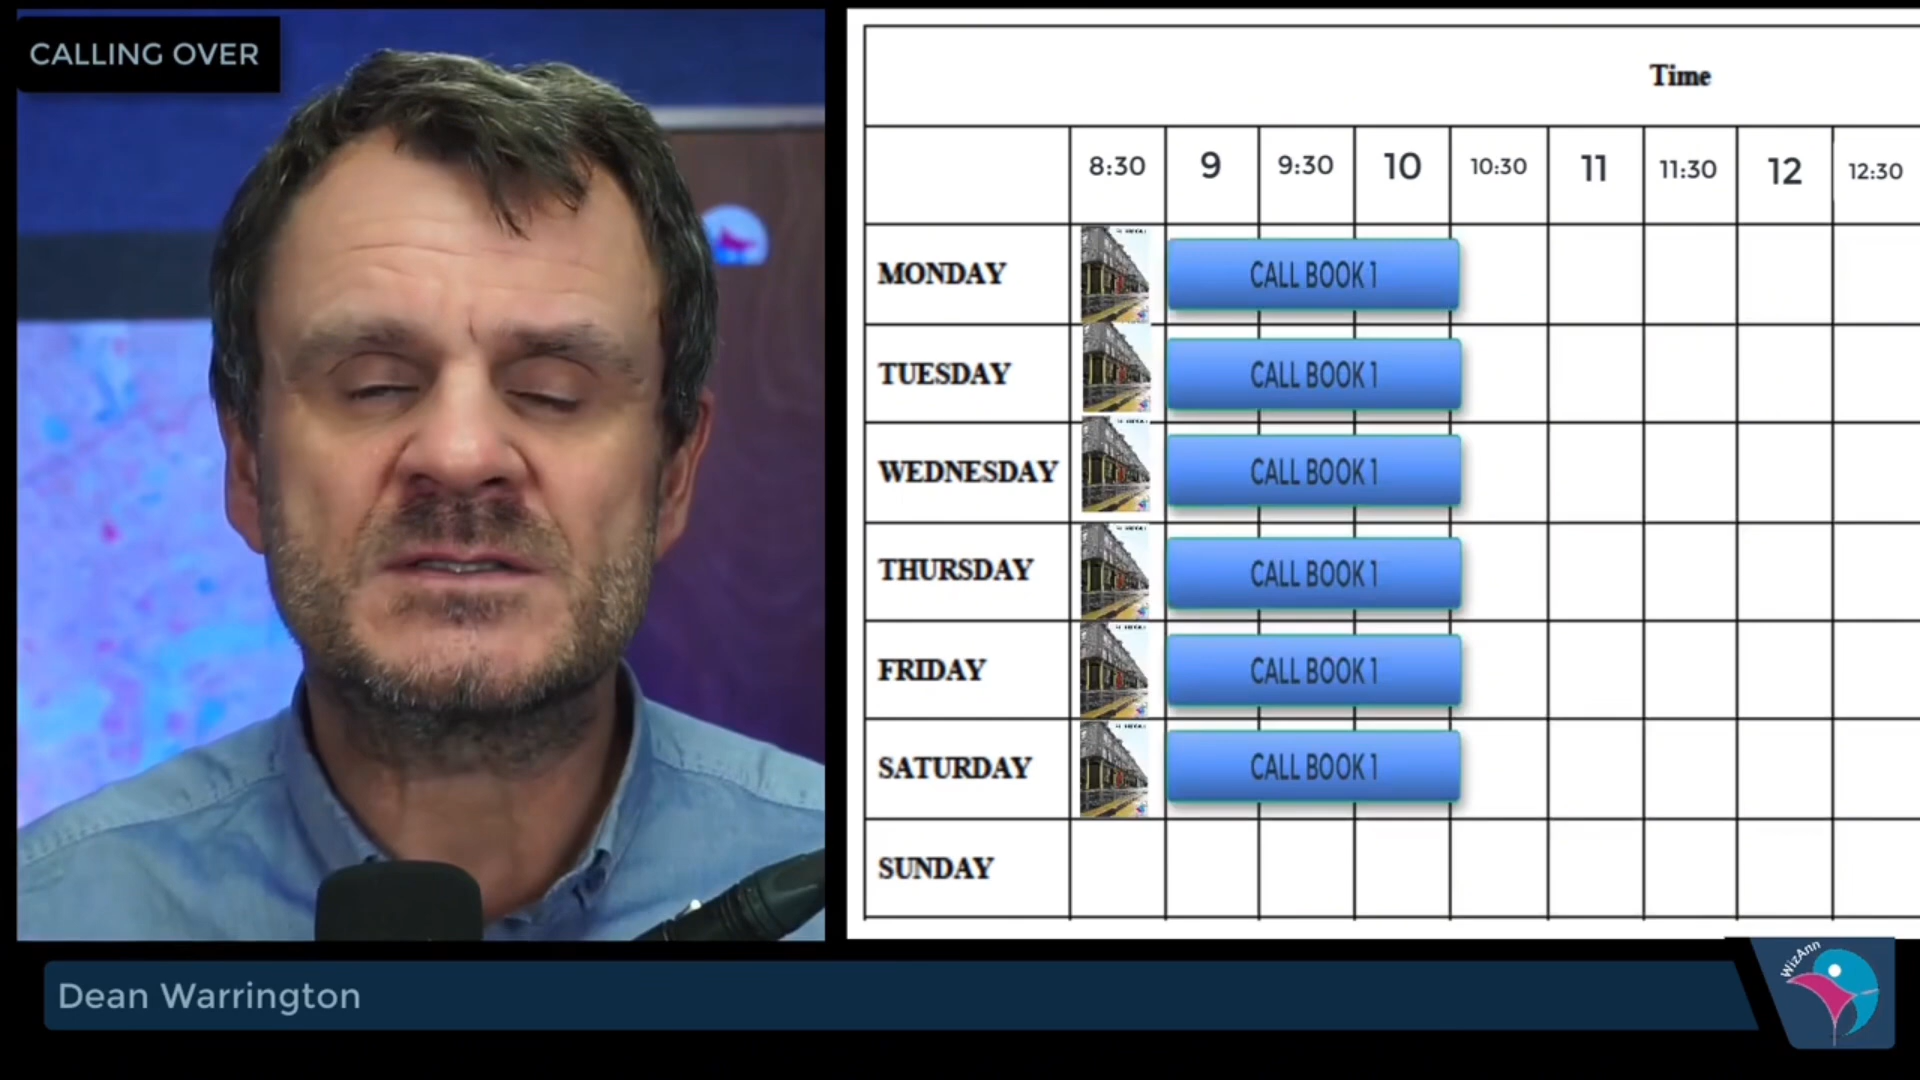 CALLING OVER
Time
8:30 9 9:30 10 10:30 11 11:30 12 12:30
MONDAY CALL BOOK 1
TUESDAY CALL BOOK 1
WEDNESDAY CALL BOOK 1
THURSDAY CALL BOOK 1
FRIDAY CALL BOOK 1
SATURDAY CALL BOOK 1
SUNDAY
Dean Warrington
WizAnn